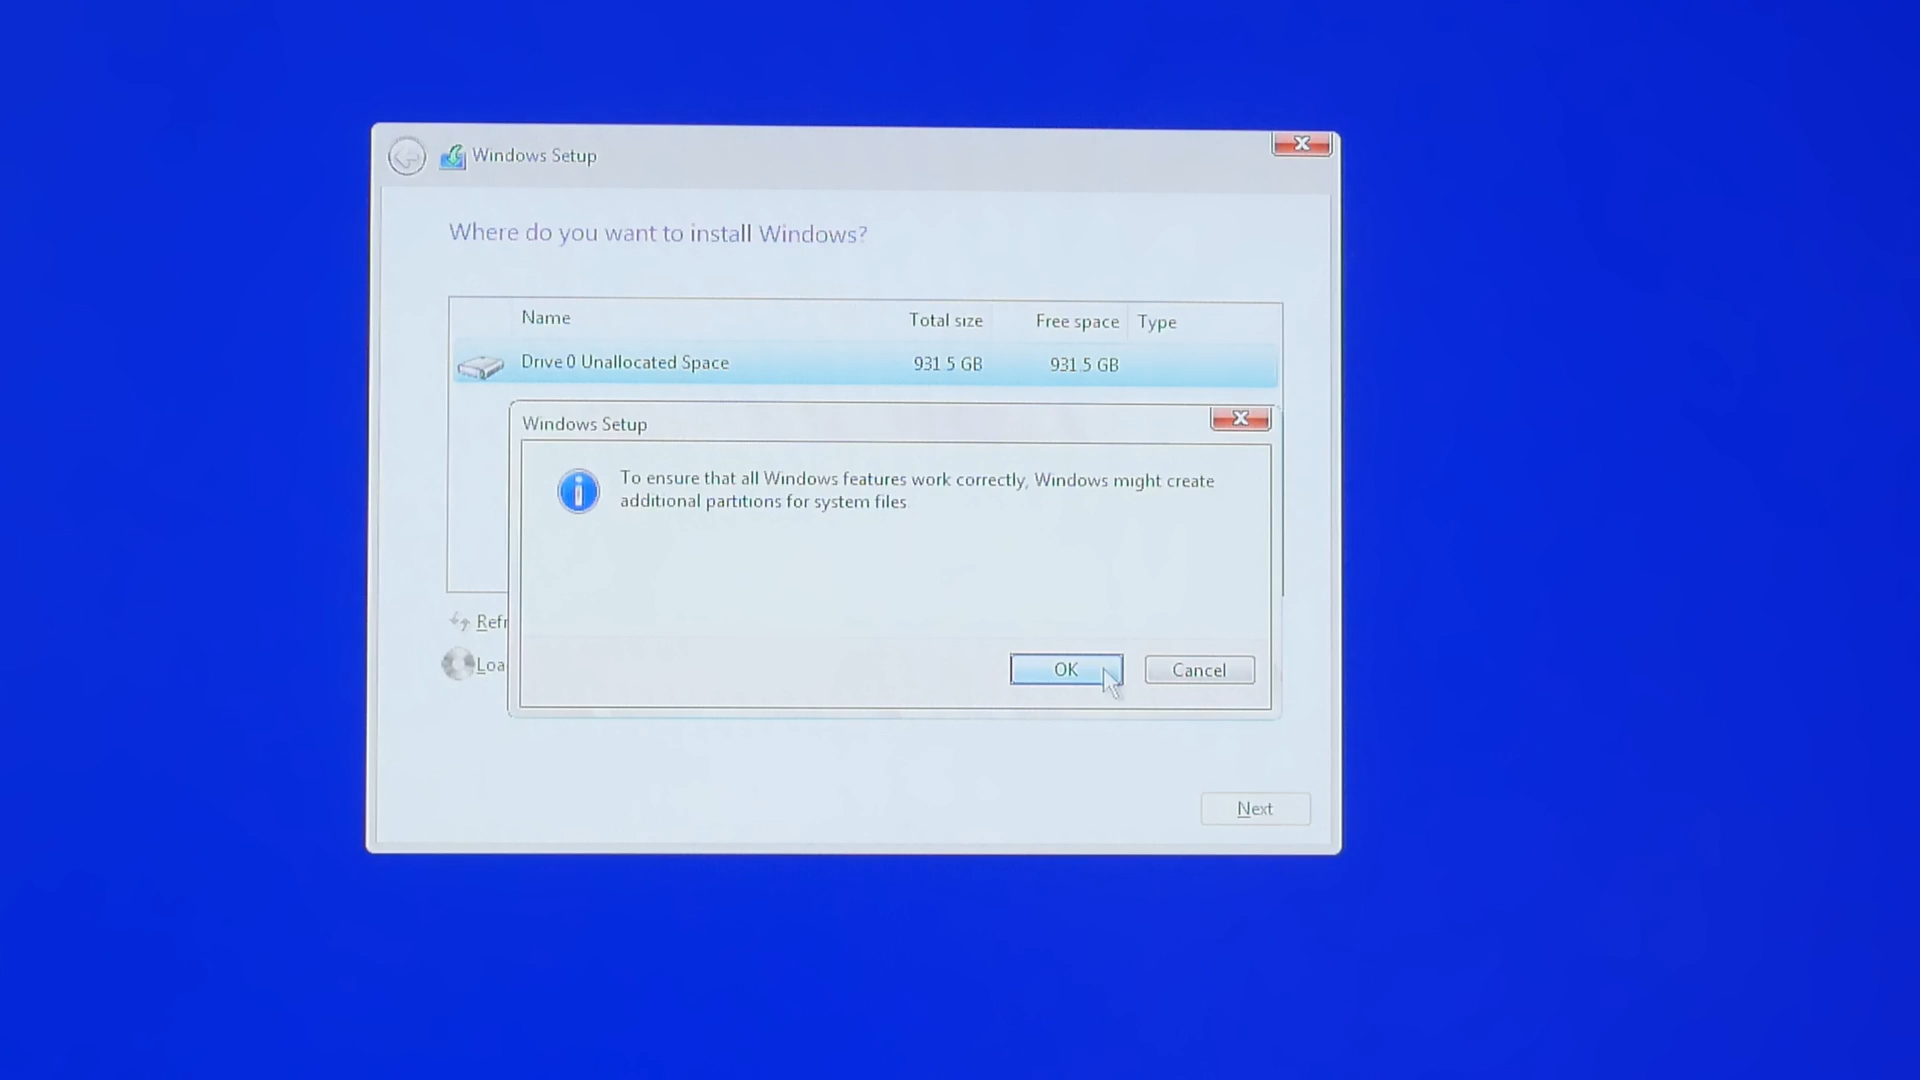 Windows Setup
Where do you want to install Windows?
Name Total size Free space Type
Drive 0 Unallocated Space 931.5 GB 931.5 GB
Windows Setup
To ensure that all Windows features work correctly, Windows might create
additional partitions for system files.
Refr
Loa
OK Cancel
Next